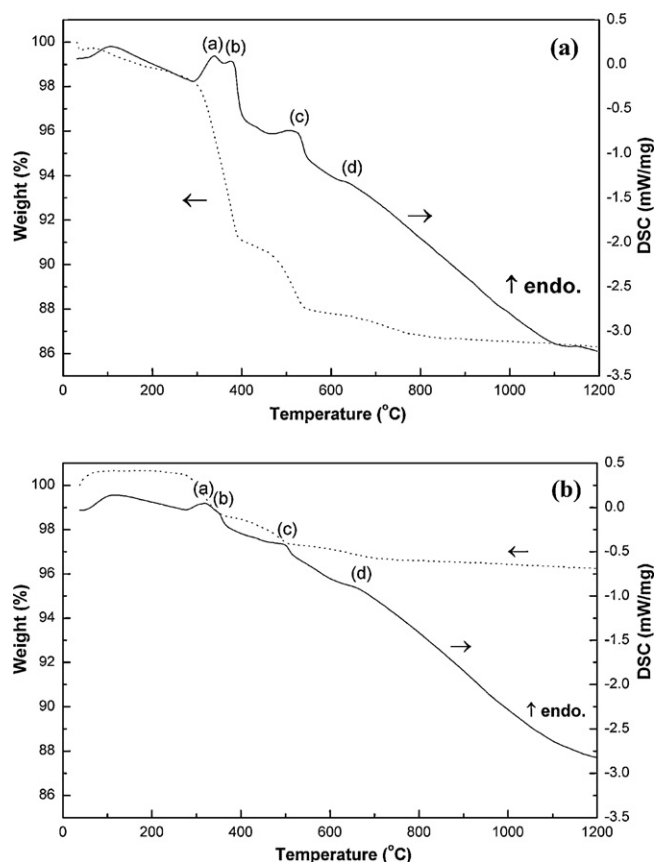 (a)
(a) (b)
(c)
(d)
←
→
↑ endo.
100
98
96
94
92
90
88
86
Weight (%)
0.5
0.0
-0.5
-1.0
-1.5
-2.0
-2.5
-3.0
-3.5
DSC (mW/mg)
0 200 400 600 800 1000 1200
Temperature (°C)
(b)
(a)
(b)
(c)
(d)
←
→
↑ endo.
100
98
96
94
92
90
88
86
Weight (%)
0.5
0.0
-0.5
-1.0
-1.5
-2.0
-2.5
-3.0
-3.5
DSC (mW/mg)
0 200 400 600 800 1000 1200
Temperature (°C)